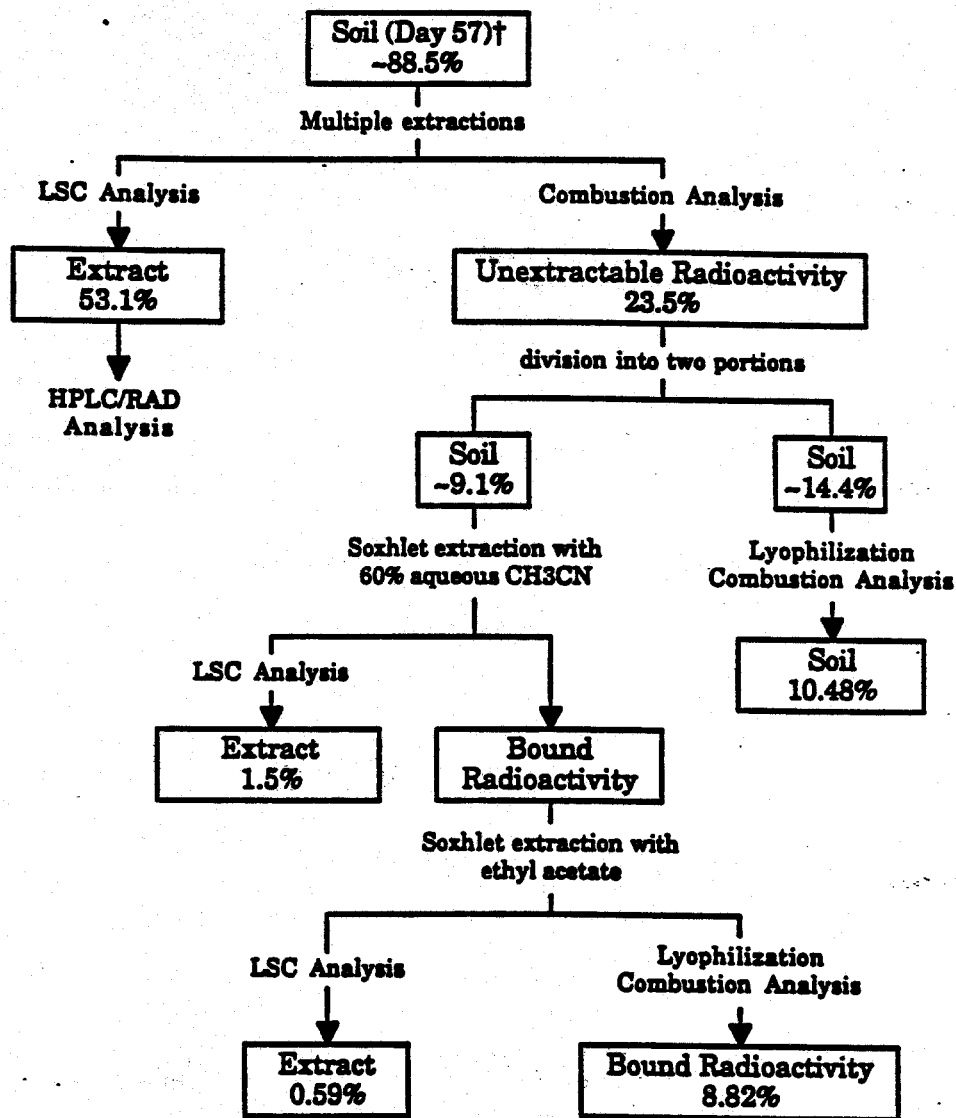 Soil (Day 57)†
~88.5%
Multiple extractions
LSC Analysis
Combustion Analysis
Extract
53.1%
Unextractable Radioactivity
23.5%
HPLC/RAD
Analysis
division into two portions
Soil
~9.1%
Soil
~14.4%
Soxhlet extraction with
60% aqueous CH3CN
Lyophilization
Combustion Analysis
LSC Analysis
Soil
10.48%
Extract
1.5%
Bound
Radioactivity
Soxhlet extraction with
ethyl acetate
LSC Analysis
Lyophilization
Combustion Analysis
Extract
0.59%
Bound Radioactivity
8.82%